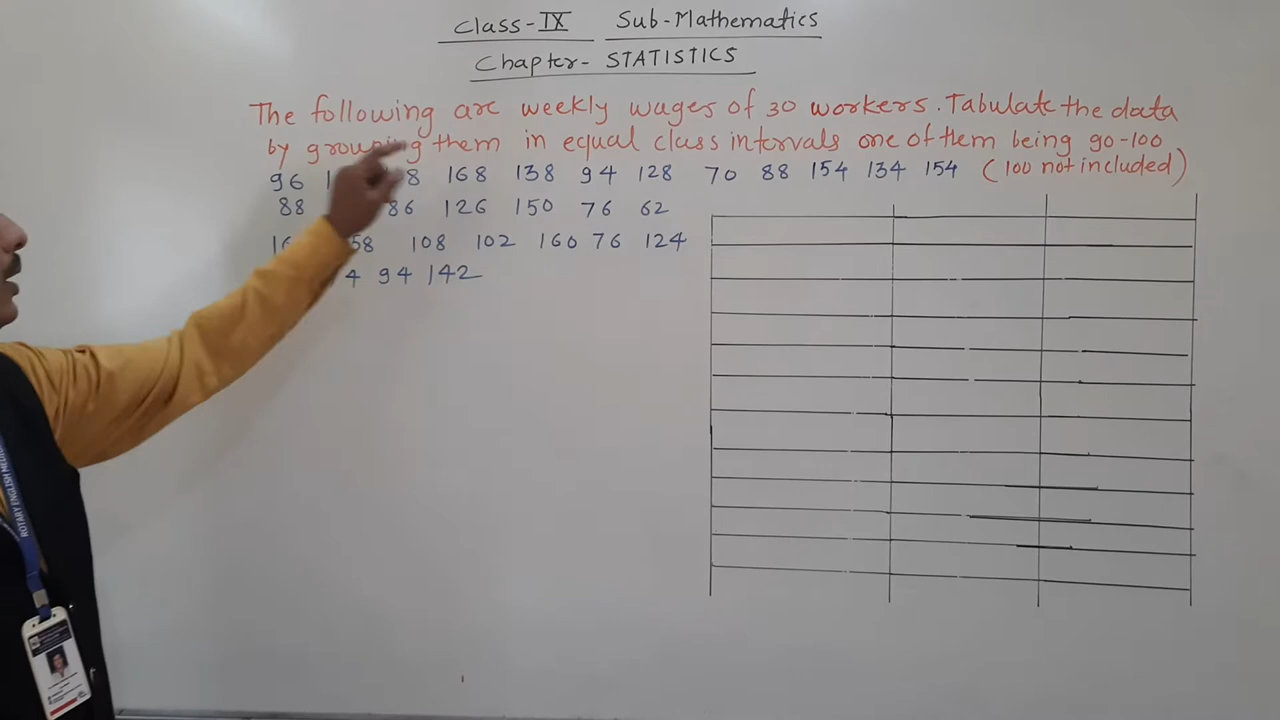 Class-IX Sub-Mathematics
Chapter- STATISTICS
The following are weekly wages of 30 workers. Tabulate the data
by grouping them in equal class intervals one of them being 90-100
96 168 138 94 128 70 88 154 134 154 (100 not included)
88 86 126 150 76 62
108 102 160 76 124
94 142
ROTARY ENGLISH